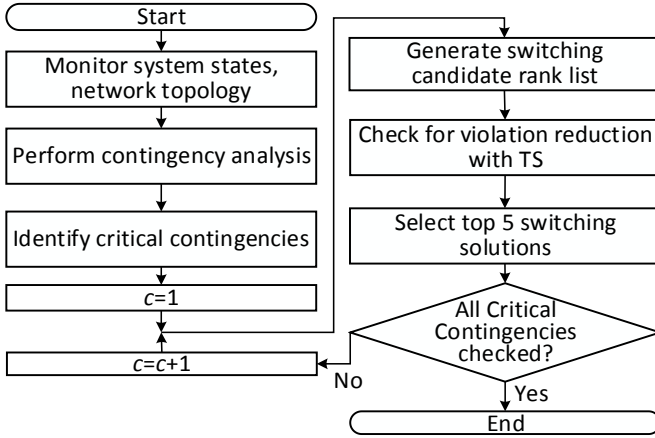 Start
Monitor system states,
network topology
Perform contingency analysis
Identify critical contingencies
c=1
c=c+1
Generate switching
candidate rank list
Check for violation reduction
with TS
Select top 5 switching
solutions
All Critical
Contingencies
checked?
No
Yes
End